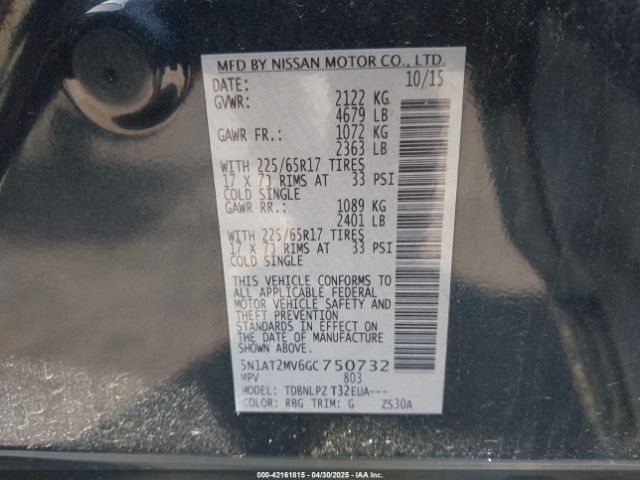 MFD BY NISSAN MOTOR CO., LTD.
DATE: 10/15
GVWR: 2122 KG
4679 LB
GAWR FR.: 1072 KG
2363 LB
WITH 225/65R17 TIRES
17 X 7J RIMS AT 33 PSI
COLD SINGLE
GAWR RR.: 1089 KG
2401 LB
WITH 225/65R17 TIRES
17 X 7J RIMS AT 33 PSI
COLD SINGLE
THIS VEHICLE CONFORMS TO
ALL APPLICABLE FEDERAL
MOTOR VEHICLE SAFETY AND
THEFT PREVENTION
STANDARDS IN EFFECT ON
THE DATE OF MANUFACTURE
SHOWN ABOVE.
5N1AT2MV6GC750732
MPV 803
MODEL: TDBNLPZ T32EUA---
COLOR: RBG TRIM: G ZS30A
000-42161815 - 04/30/2025 - IAA Inc.